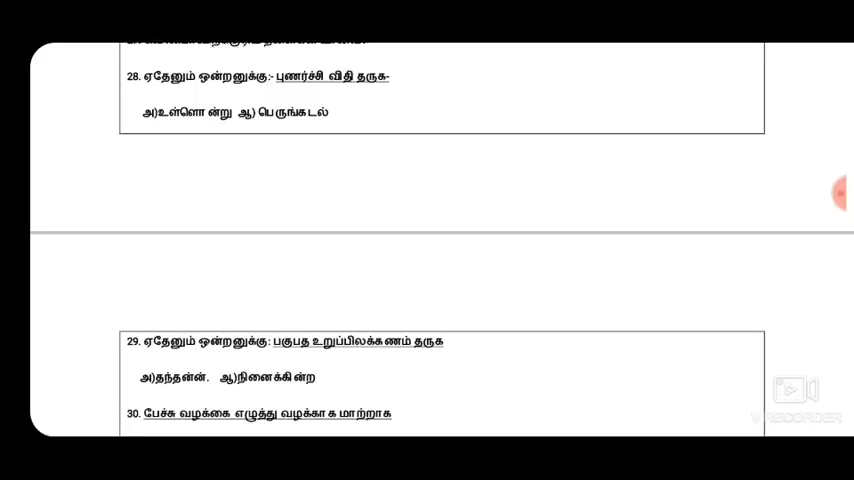 28. ஏதேனும் ஒன்றனுக்கு:- புணர்ச்சி விதி தருக-
அ)உள்ளொன்று ஆ) பெருங்கடல்
29. ஏதேனும் ஒன்றனுக்கு: பகுபத உறுப்பிலக்கணம் தருக
அ)தந்தனன். ஆ)நினைக்கின்ற
30. பேச்சு வழக்கை எழுத்து வழக்காக மாற்றாக
RECORDER